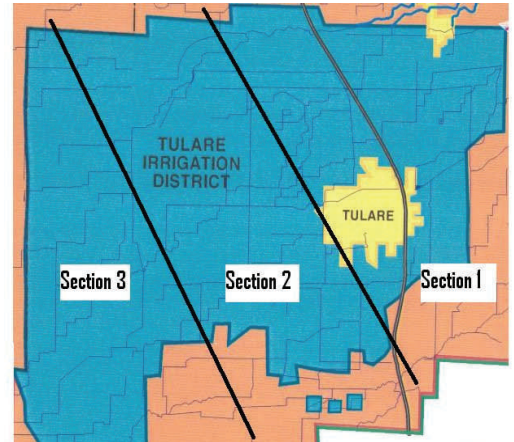 TULARE
IRRIGATION
DISTRICT
TULARE
Section 3
Section 2
Section 1